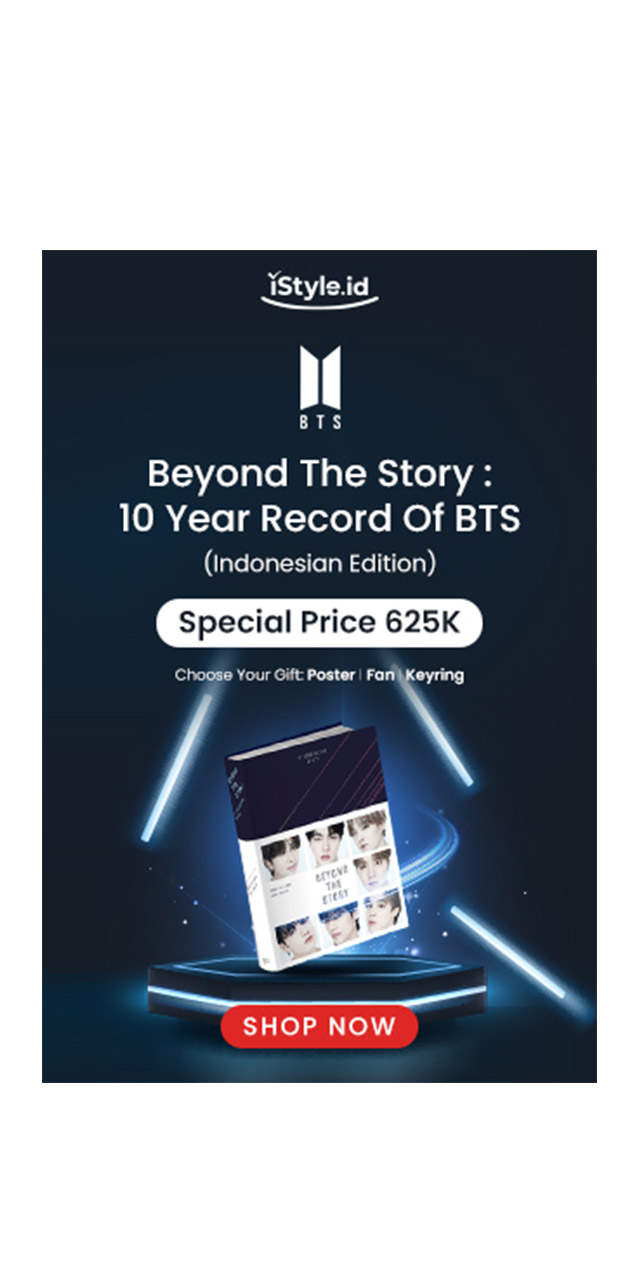 iStyle.id
BTS
Beyond The Story :
10 Year Record Of BTS
(Indonesian Edition)
Special Price 625K
Choose Your Gift: Poster | Fan | Keyring
BEYOND
THE
STORY
SHOP NOW